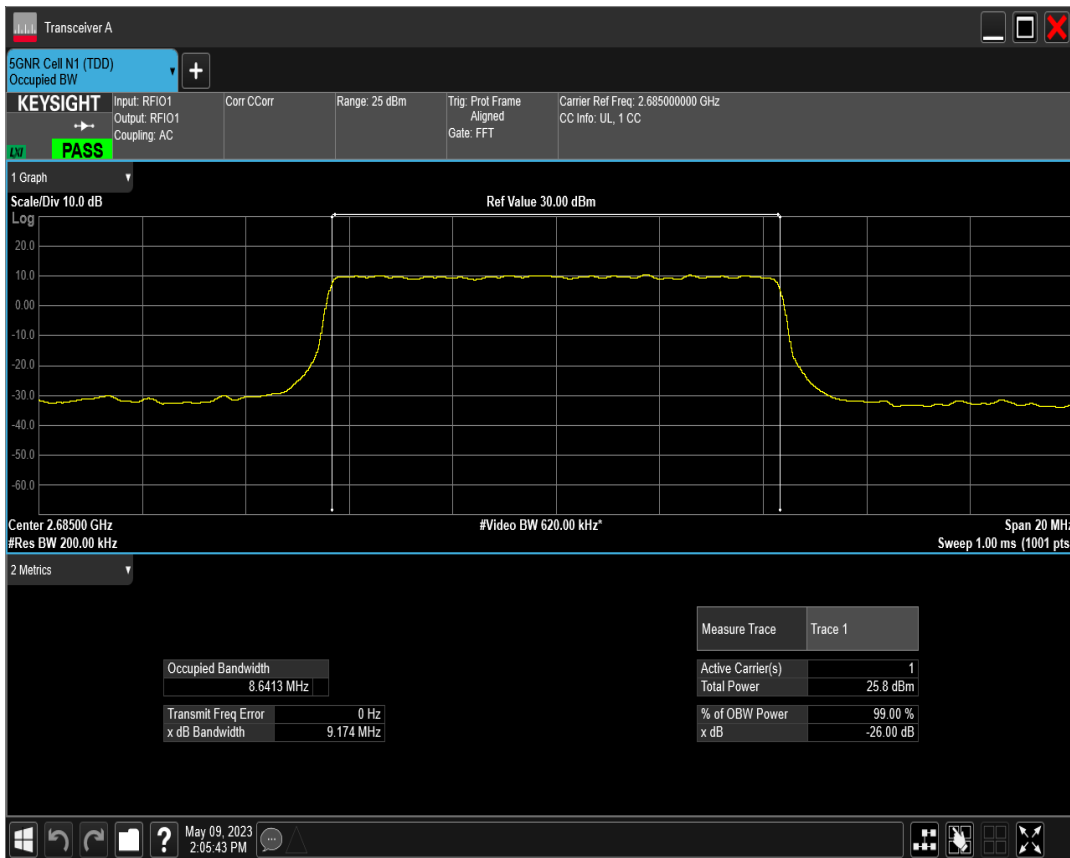 Transceiver A
5GNR Cell N1 (TDD)
Occupied BW
KEYSIGHT
LXI
PASS
Input: RFIO1
Output: RFIO1
Coupling: AC
Corr CCorr
Range: 25 dBm
Trig: Prot Frame
Aligned
Gate: FFT
Carrier Ref Freq: 2.685000000 GHz
CC Info: UL, 1 CC
1 Graph
Scale/Div 10.0 dB
Ref Value 30.00 dBm
Log
20.0
10.0
0.00
-10.0
-20.0
-30.0
-40.0
-50.0
-60.0
Center 2.68500 GHz
#Video BW 620.00 kHz*
Span 20 MHz
#Res BW 200.00 kHz
Sweep 1.00 ms (1001 pts
2 Metrics
Measure Trace Trace 1
Occupied Bandwidth
8.6413 MHz
Active Carrier(s) 1
Total Power 25.8 dBm
Transmit Freq Error 0 Hz
x dB Bandwidth 9.174 MHz
% of OBW Power 99.00 %
x dB -26.00 dB
?
May 09, 2023
2:05:43 PM